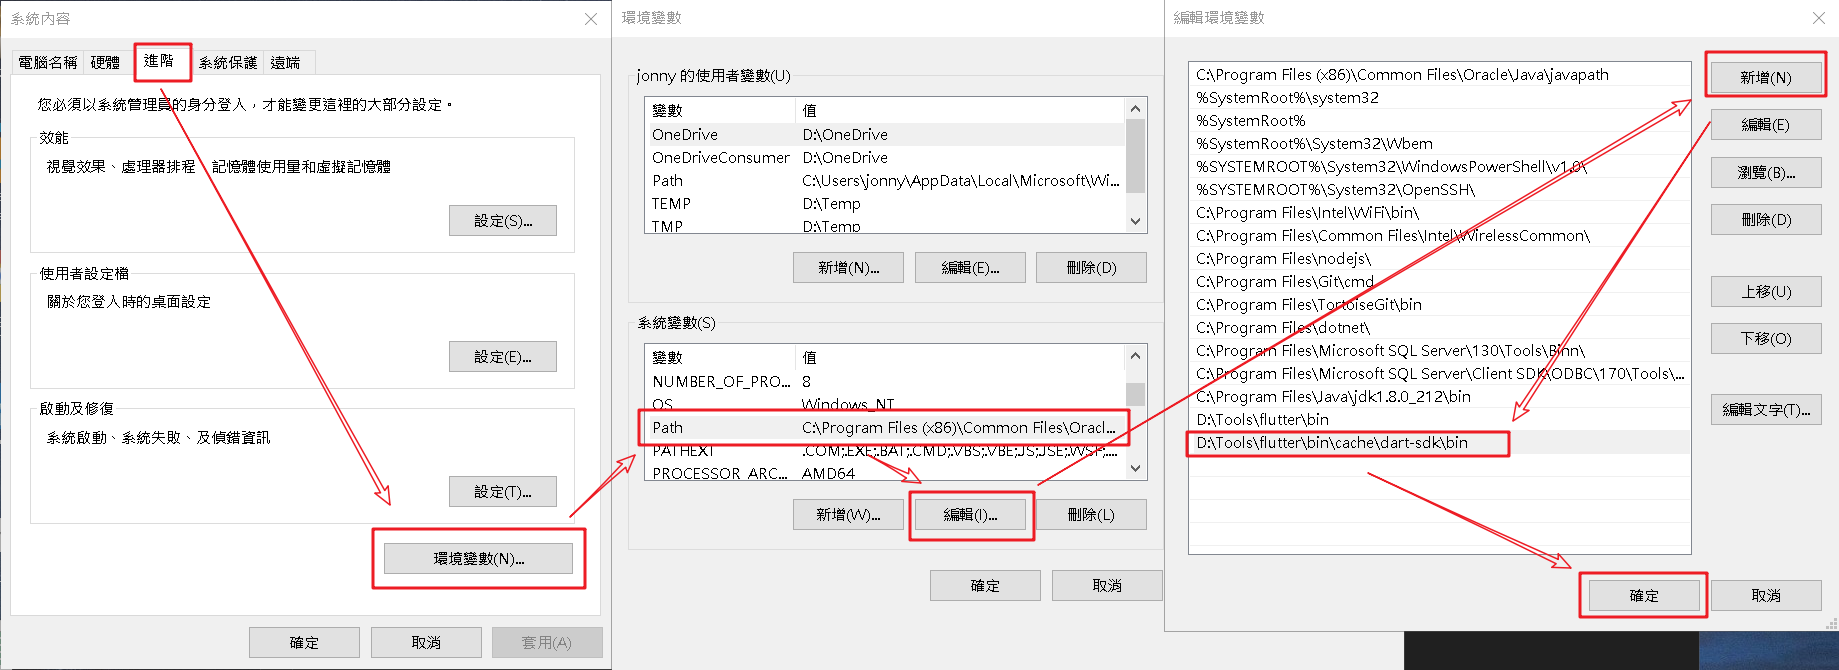 系統內容
電腦名稱 硬體 進階 系統保護 遠端
您必須以系統管理員的身分登入，才能變更這裡的大部分設定。
效能
視覺效果、處理器排程、記憶體使用量和虛擬記憶體
設定(S)...
使用者設定檔
關於您登入時的桌面設定
設定(E)...
啟動及修復
系統啟動、系統失敗、及偵錯資訊
設定(T)...
環境變數(N)...
確定 取消 套用(A)
環境變數
jonny 的使用者變數(U)
變數 值
OneDrive D:\OneDrive
OneDriveConsumer D:\OneDrive
Path C:\Users\jonny\AppData\Local\Microsoft\Wi...
TEMP D:\Temp
TMP D:\Temp
新增(N)... 編輯(E)... 刪除(D)
系統變數(S)
變數 值
NUMBER_OF_PRO... 8
OS Windows_NT
Path C:\Program Files (x86)\Common Files\Oracl...
PATHEXT .COM;.EXE;.BAT;.CMD;.VBS;.VBE;.JS;.JSE;.WSF;....
PROCESSOR_ARC... AMD64
新增(W)... 編輯(I)... 刪除(L)
確定 取消
編輯環境變數
C:\Program Files (x86)\Common Files\Oracle\Java\javapath
%SystemRoot%\system32
%SystemRoot%
%SystemRoot%\System32\Wbem
%SYSTEMROOT%\System32\WindowsPowerShell\v1.0\
%SYSTEMROOT%\System32\OpenSSH\
C:\Program Files\Intel\WiFi\bin\
C:\Program Files\Common Files\Intel\WirelessCommon\
C:\Program Files\nodejs\
C:\Program Files\Git\cmd
C:\Program Files\TortoiseGit\bin
C:\Program Files\dotnet\
C:\Program Files\Microsoft SQL Server\130\Tools\Binn\
C:\Program Files\Microsoft SQL Server\Client SDK\ODBC\170\Tools\...
C:\Program Files\Java\jdk1.8.0_212\bin
D:\Tools\flutter\bin
D:\Tools\flutter\bin\cache\dart-sdk\bin
新增(N)
編輯(E)
瀏覽(B)...
刪除(D)
上移(U)
下移(O)
編輯文字(T)...
確定 取消